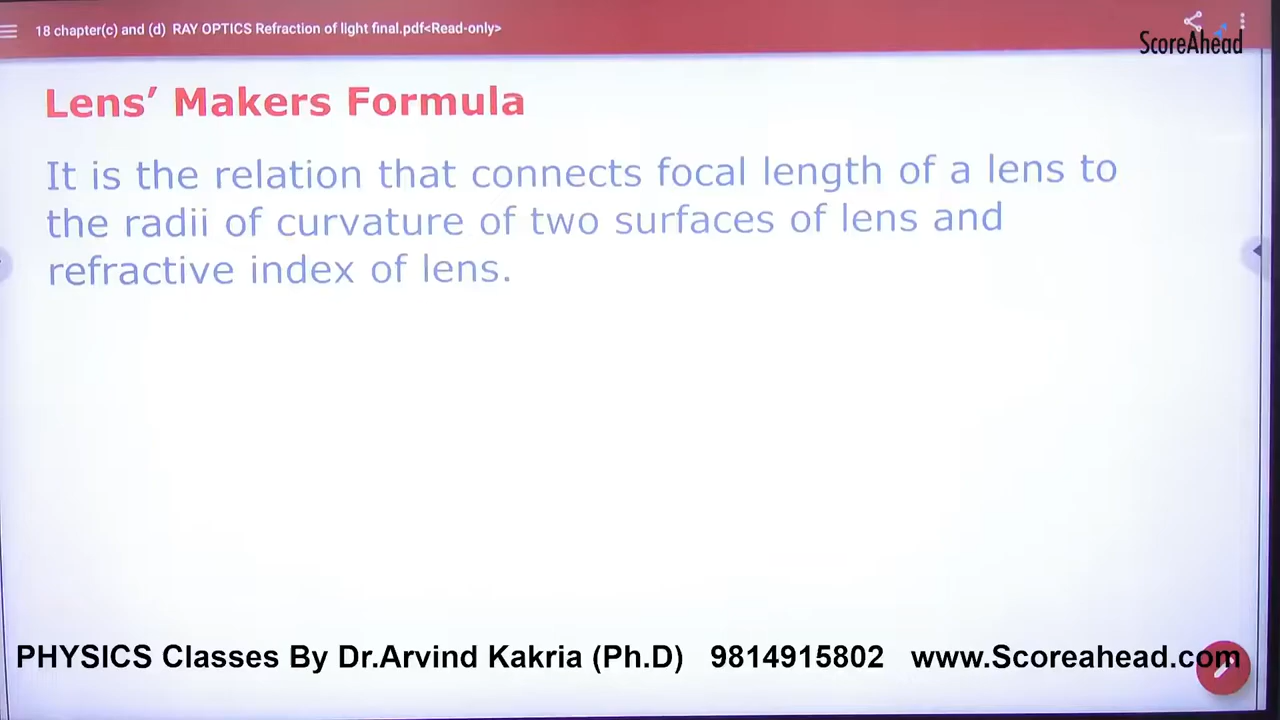 18 chapter(c) and (d) RAY OPTICS Refraction of light final.pdf<Read-only>
ScoreAhead
Lens’ Makers Formula
It is the relation that connects focal length of a lens to
the radii of curvature of two surfaces of lens and
refractive index of lens.
PHYSICS Classes By Dr.Arvind Kakria (Ph.D) 9814915802 www.Scoreahead.com